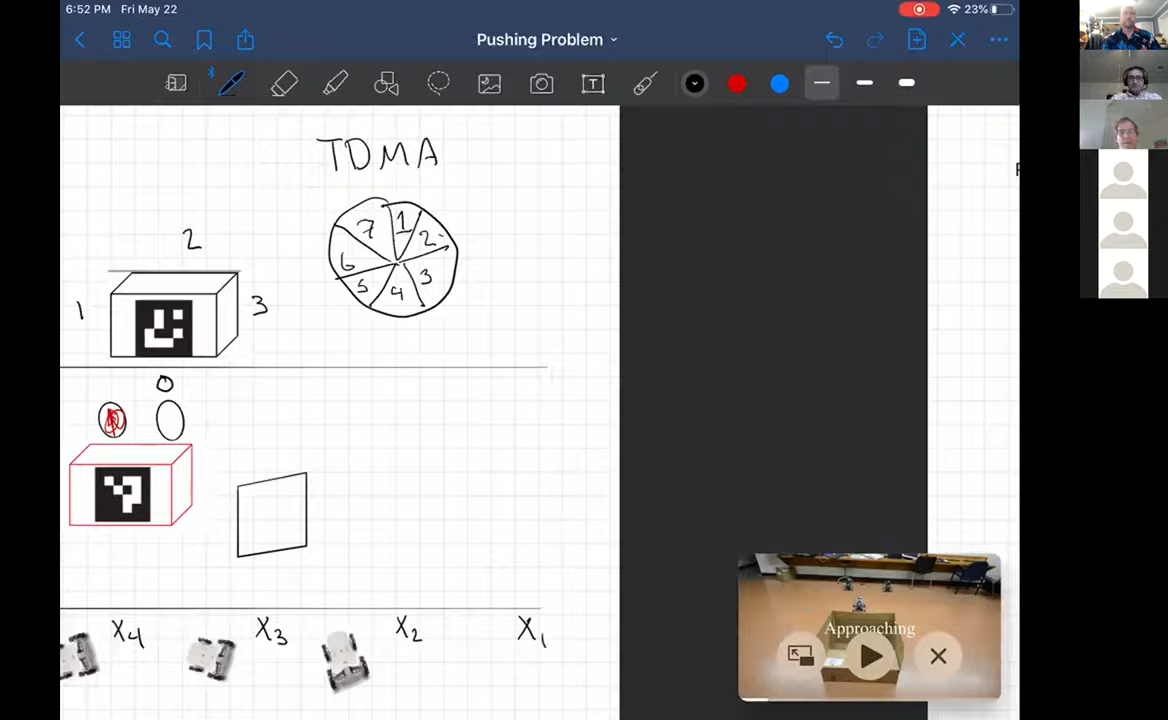 6:52 PM Fri May 22
23%
Pushing Problem
T
TDMA
7 1 2 3 4 5 6
2
1
3
0
Approaching
X4
X3
X2
X1